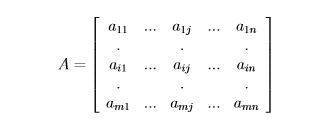 a₁₁ ... a₁ⱼ ... a₁ₙ
. . .
A = aᵢ₁ ... aᵢⱼ ... aᵢₙ
. . .
aₘ₁ ... aₘⱼ ... aₘₙ